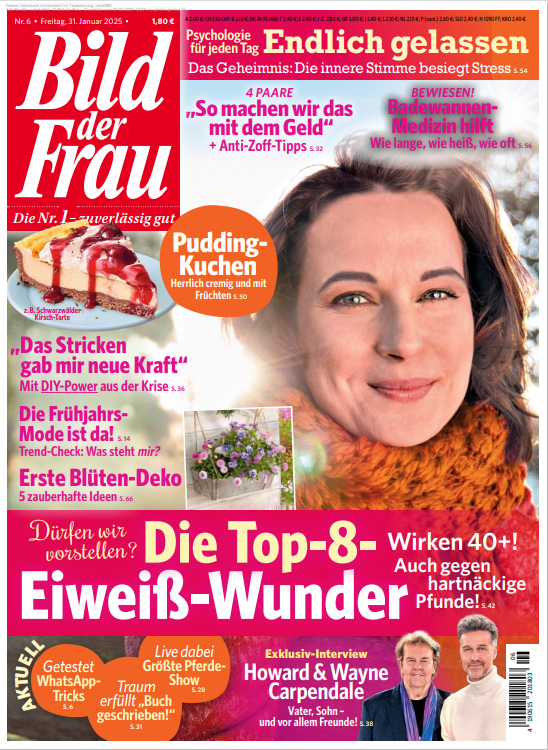 Nr. 6 • Freitag, 31. Januar 2025 •
1,80 €
Bild
der
Frau
Die Nr. 1 – zuverlässig gut
Psychologie
für jeden Tag
Endlich gelassen
Das Geheimnis: Die innere Stimme besiegt Stress S. 54
4 PAARE
„So machen wir das
mit dem Geld“
+ Anti-Zoff-Tipps S. 32
BEWIESEN!
Badewannen-
Medizin hilft
Wie lange, wie heiß, wie oft S. 56
Pudding-
Kuchen
Herrlich cremig und mit
Früchten S. 50
z. B. Schwarzwälder-
Kirsch-Tarte
„Das Stricken
gab mir neue Kraft“
Mit DIY-Power aus der Krise S. 36
Die Frühjahrs-
Mode ist da! S. 14
Trend-Check: Was steht mir?
Erste Blüten-Deko
5 zauberhafte Ideen S. 66
Dürfen wir
vorstellen?
Die Top-8-
Eiweiß-Wunder
Wirken 40+!
Auch gegen
hartnäckige
Pfunde! S. 42
AKTUELL
Getestet
WhatsApp-
Tricks
S. 6
Traum
erfüllt „Buch
geschrieben!“
S. 31
Live dabei
Größte Pferde-
Show
S. 28
Exklusiv-Interview
Howard & Wayne
Carpendale
Vater, Sohn –
und vor allem Freunde! S. 38
06
4 190615 201803